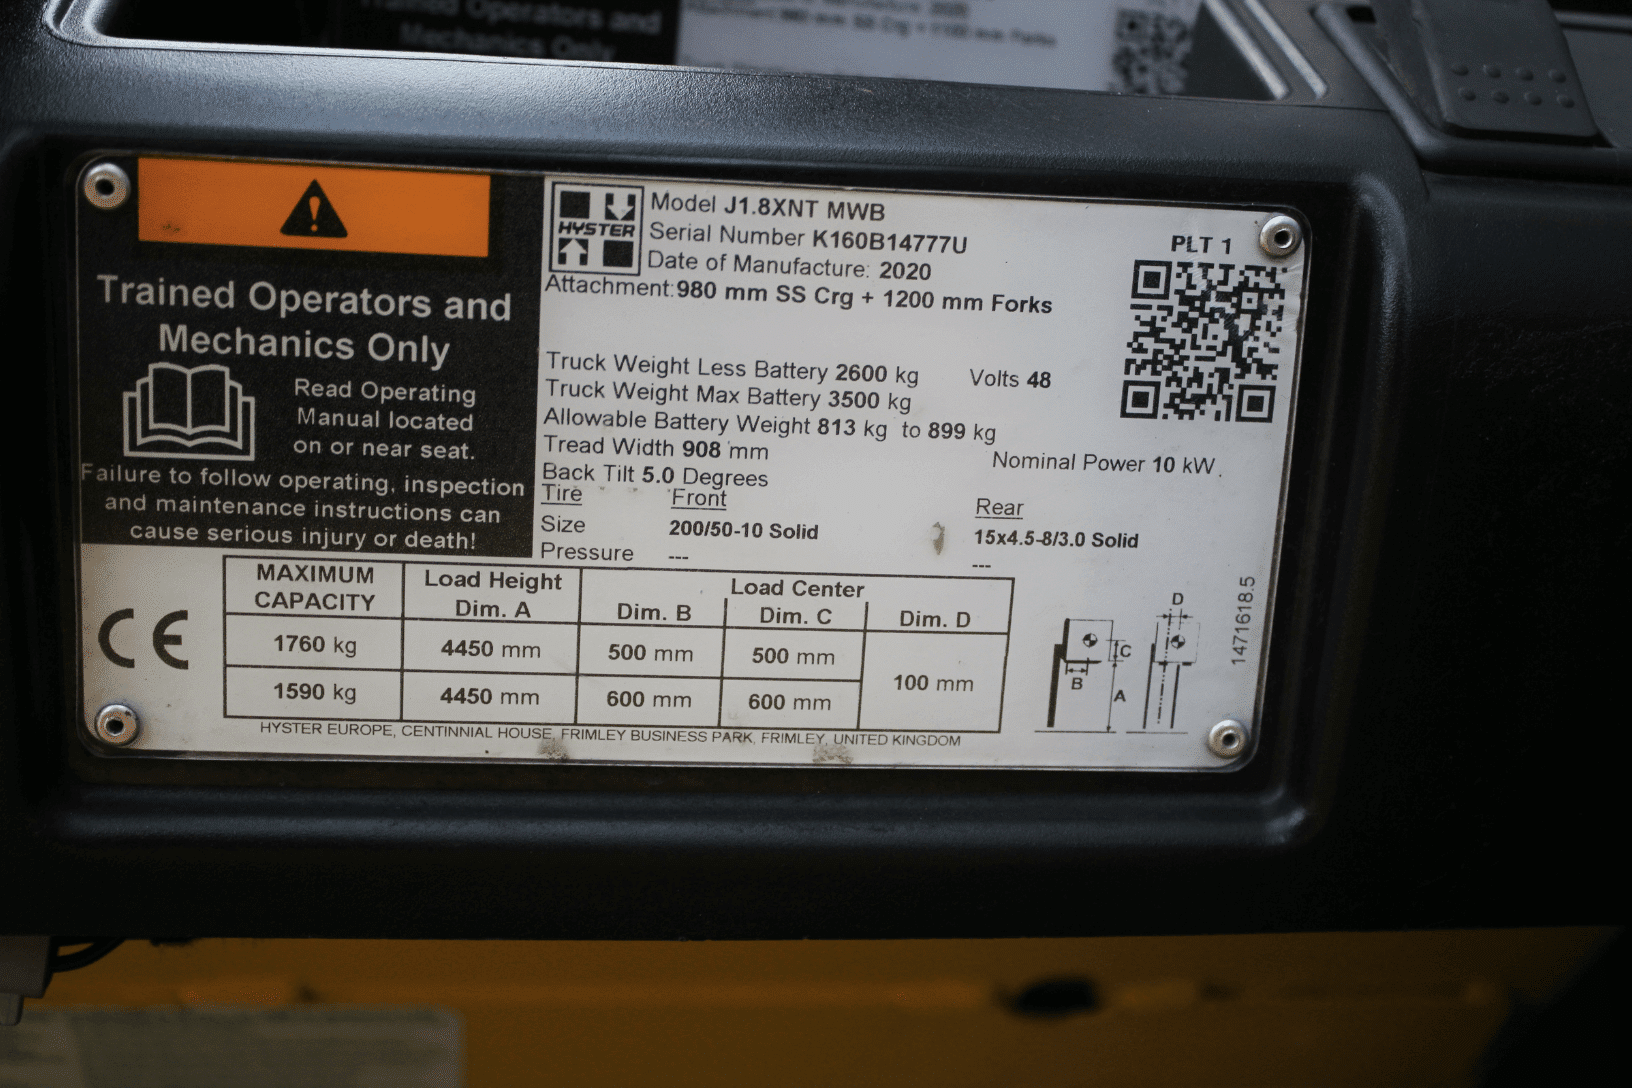 Trained Operators and
Mechanics Only
Trained Operators and
Mechanics Only
Read Operating
Manual located
on or near seat.
Failure to follow operating, inspection
and maintenance instructions can
cause serious injury or death!
HYSTER
Model J1.8XNT MWB
Serial Number K160B14777U
Date of Manufacture: 2020
Attachment: 980 mm SS Crg + 1200 mm Forks
PLT 1
Truck Weight Less Battery 2600 kg Volts 48
Truck Weight Max Battery 3500 kg
Allowable Battery Weight 813 kg to 899 kg
Tread Width 908 mm Nominal Power 10 kW.
Back Tilt 5.0 Degrees
Tire Front Rear
Size 200/50-10 Solid 15x4.5-8/3.0 Solid
Pressure --- ---
MAXIMUM CAPACITY Load Height Dim. A Load Center
Dim. B Dim. C Dim. D
1760 kg 4450 mm 500 mm 500 mm 100 mm
1590 kg 4450 mm 600 mm 600 mm
CE
HYSTER EUROPE, CENTINNIAL HOUSE, FRIMLEY BUSINESS PARK, FRIMLEY, UNITED KINGDOM
D
C
B
A
1471618.5